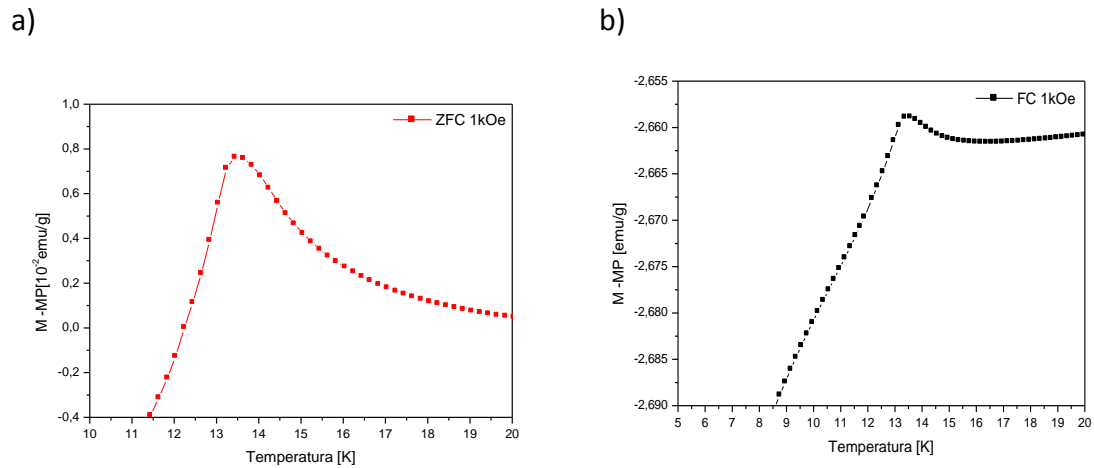 a)
1,0
0,8
0,6
0,4
0,2
0,0
-0,2
-0,4
M -MP[10⁻²emu/g]
ZFC 1kOe
10 11 12 13 14 15 16 17 18 19 20
Temperatura [K]
b)
-2,655
-2,660
-2,665
-2,670
-2,675
-2,680
-2,685
-2,690
M -MP [emu/g]
FC 1kOe
5 6 7 8 9 10 11 12 13 14 15 16 17 18 19 20
Temperatura [K]